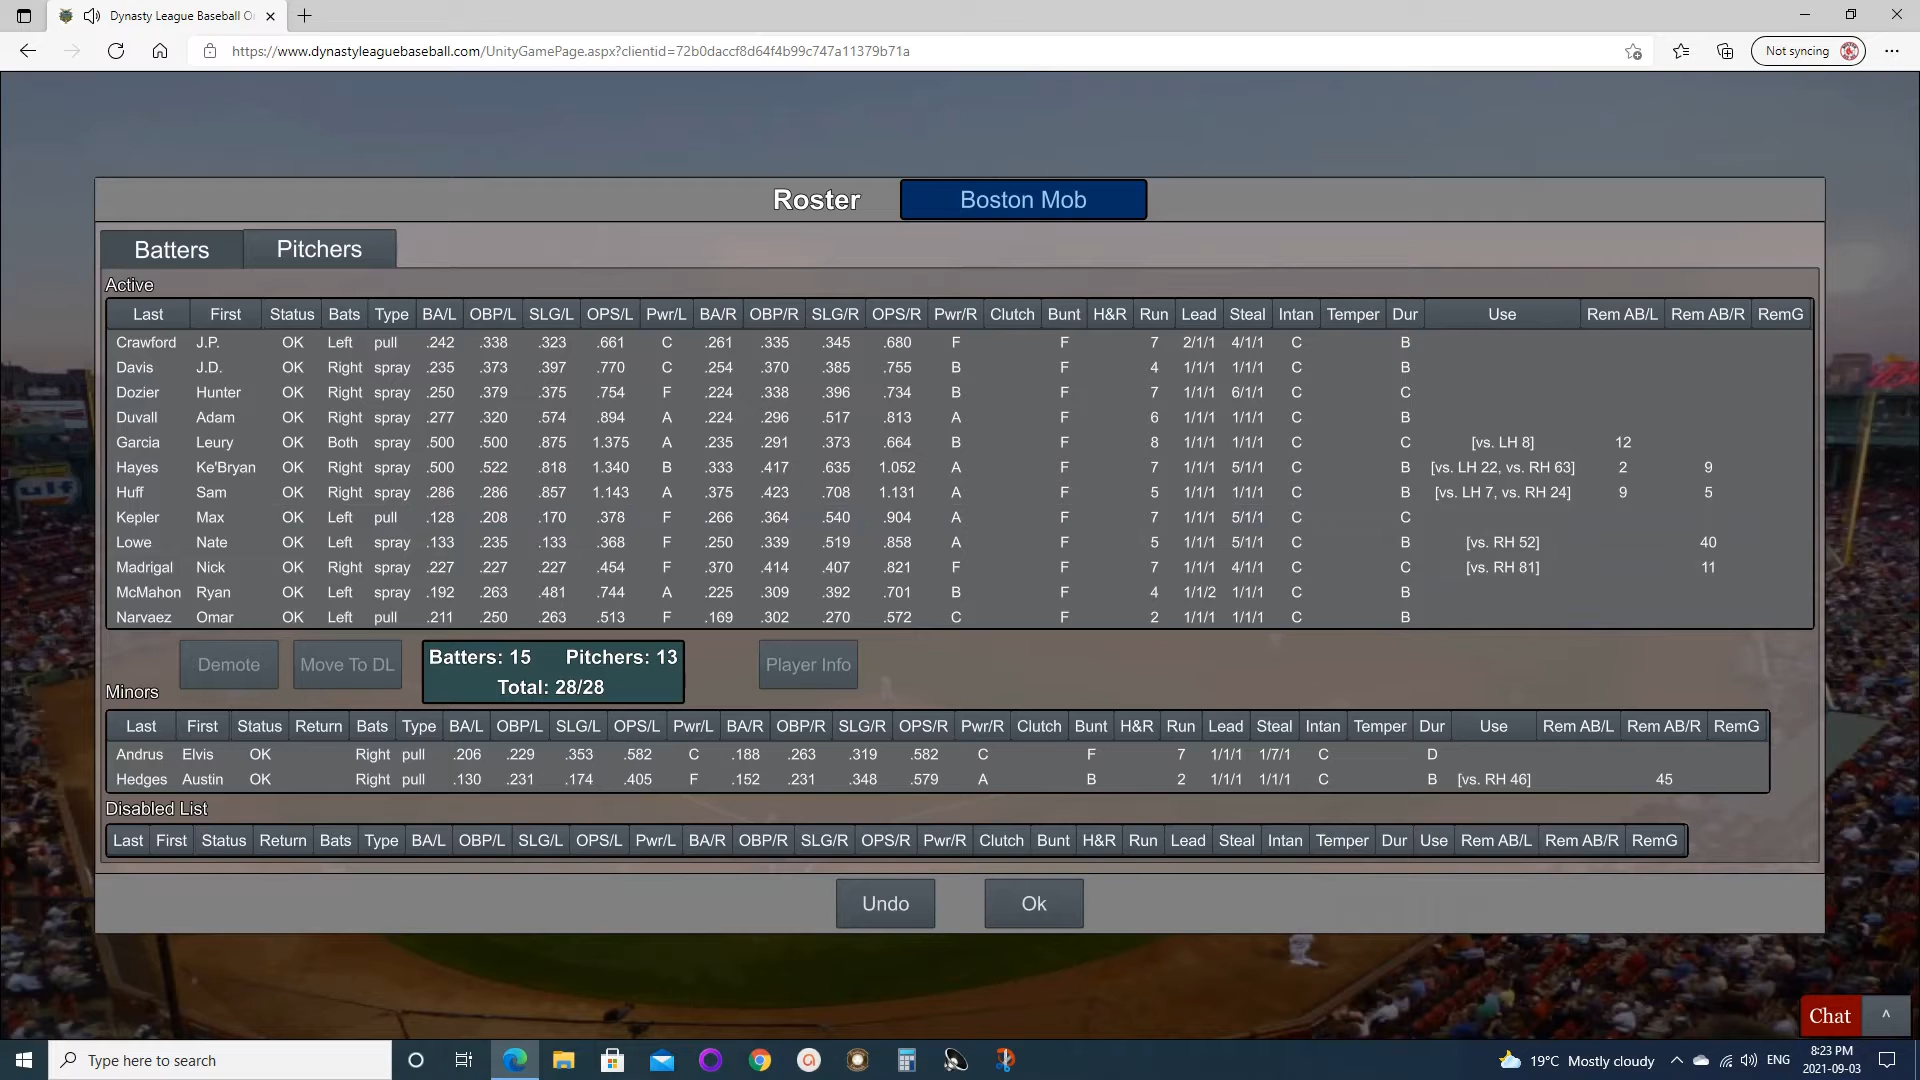 Dynasty League Baseball O
https://www.dynastyleaguebaseball.com/UnityGamePage.aspx?clientid=72b0daccf8d64f4b99c747a11379b71a
Not syncing
Roster Boston Mob
Batters Pitchers
Active
Last First Status Bats Type BA/L OBP/L SLG/L OPS/L Pwr/L BA/R OBP/R SLG/R OPS/R Pwr/R Clutch Bunt H&R Run Lead Steal Intan Temper Dur Use Rem AB/L Rem AB/R RemG
Crawford J.P. OK Left pull .242 .338 .323 .661 C .261 .335 .345 .680 F F 7 2/1/1 4/1/1 C B
Davis J.D. OK Right spray .235 .373 .397 .770 C .254 .370 .385 .755 B F 4 1/1/1 1/1/1 C B
Dozier Hunter OK Right spray .250 .379 .375 .754 F .224 .338 .396 .734 B F 7 1/1/1 6/1/1 C C
Duvall Adam OK Right spray .277 .320 .574 .894 A .224 .296 .517 .813 A F 6 1/1/1 1/1/1 C B
Garcia Leury OK Both spray .500 .500 .875 1.375 A .235 .291 .373 .664 B F 8 1/1/1 1/1/1 C C [vs. LH 8] 12
Hayes Ke'Bryan OK Right spray .500 .522 .818 1.340 B .333 .417 .635 1.052 A F 7 1/1/1 5/1/1 C B [vs. LH 22, vs. RH 63] 2 9
Huff Sam OK Right spray .286 .286 .857 1.143 A .375 .423 .708 1.131 A F 5 1/1/1 1/1/1 C B [vs. LH 7, vs. RH 24] 9 5
Kepler Max OK Left pull .128 .208 .170 .378 F .266 .364 .540 .904 A F 7 1/1/1 5/1/1 C C
Lowe Nate OK Left spray .133 .235 .133 .368 F .250 .339 .519 .858 A F 5 1/1/1 5/1/1 C B [vs. RH 52] 40
Madrigal Nick OK Right spray .227 .227 .227 .454 F .370 .414 .407 .821 F F 7 1/1/1 4/1/1 C C [vs. RH 81] 11
McMahon Ryan OK Left spray .192 .263 .481 .744 A .225 .309 .392 .701 B F 4 1/1/2 1/1/1 C B
Narvaez Omar OK Left pull .211 .250 .263 .513 F .169 .302 .270 .572 C F 2 1/1/1 1/1/1 C B
Demote Move To DL Batters: 15 Pitchers: 13 Player Info
Total: 28/28
Minors
Last First Status Return Bats Type BA/L OBP/L SLG/L OPS/L Pwr/L BA/R OBP/R SLG/R OPS/R Pwr/R Clutch Bunt H&R Run Lead Steal Intan Temper Dur Use Rem AB/L Rem AB/R RemG
Andrus Elvis OK Right pull .206 .229 .353 .582 C .188 .263 .319 .582 C F 7 1/1/1 1/7/1 C D
Hedges Austin OK Right pull .130 .231 .174 .405 F .152 .231 .348 .579 A B 2 1/1/1 1/1/1 C B [vs. RH 46] 45
Disabled List
Last First Status Return Bats Type BA/L OBP/L SLG/L OPS/L Pwr/L BA/R OBP/R SLG/R OPS/R Pwr/R Clutch Bunt H&R Run Lead Steal Intan Temper Dur Use Rem AB/L Rem AB/R RemG
Undo Ok
Chat
Type here to search
19°C Mostly cloudy ENG 8:23 PM
2021-09-03